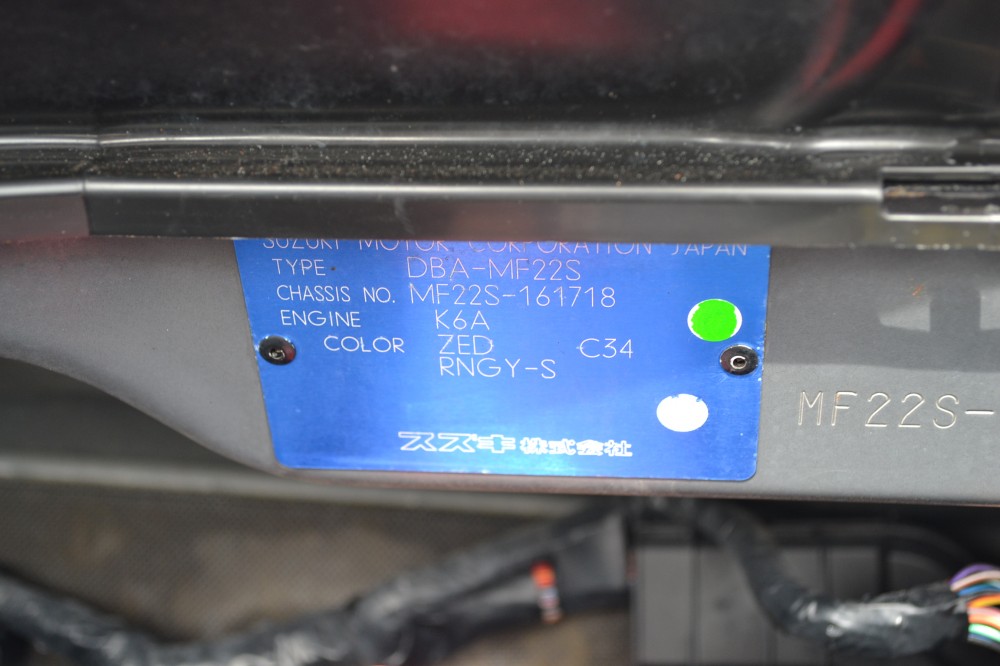 SUZUKI MOTOR CORPORATION JAPAN
TYPE DBA-MF22S
CHASSIS NO. MF22S-161718
ENGINE K6A
COLOR ZED C34
RNGY-S
スズキ株式会社
MF22S-